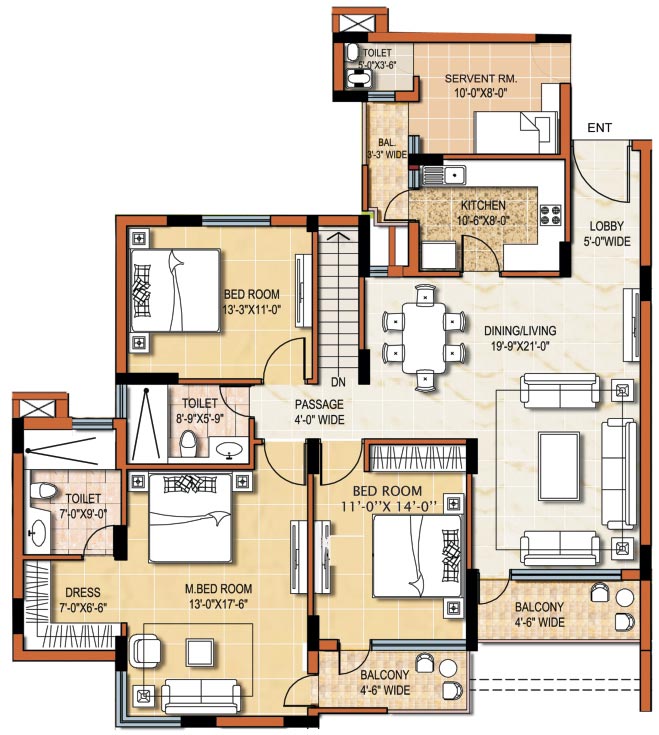 TOILET
5'-0"X3'-6"
SERVENT RM.
10'-0"X8'-0"
ENT
BAL.
3'-3" WIDE
KITCHEN
10'-6"X8'-0"
LOBBY
5'-0"WIDE
BED ROOM
13'-3"X11'-0"
DINING/LIVING
19'-9"X21'-0"
DN
TOILET
8'-9"X5'-9"
PASSAGE
4'-0" WIDE
TOILET
7'-0"X9'-0"
BED ROOM
11'-0''X 14'-0''
DRESS
7'-0"X6'-6"
M.BED ROOM
13'-0"X17'-6"
BALCONY
4'-6" WIDE
BALCONY
4'-6" WIDE